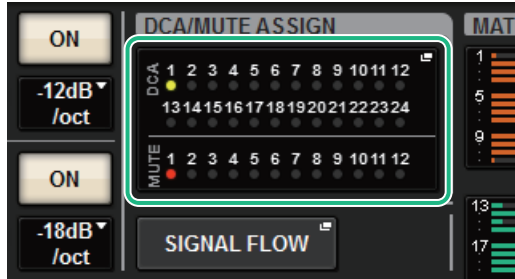 ON
-12dB
/oct
ON
-18dB
/oct
DCA/MUTE ASSIGN
DCA
1 2 3 4 5 6 7 8 9 10 11 12
13 14 15 16 17 18 19 20 21 22 23 24
MUTE
1 2 3 4 5 6 7 8 9 10 11 12
SIGNAL FLOW
MAT
1
5
9
13
17